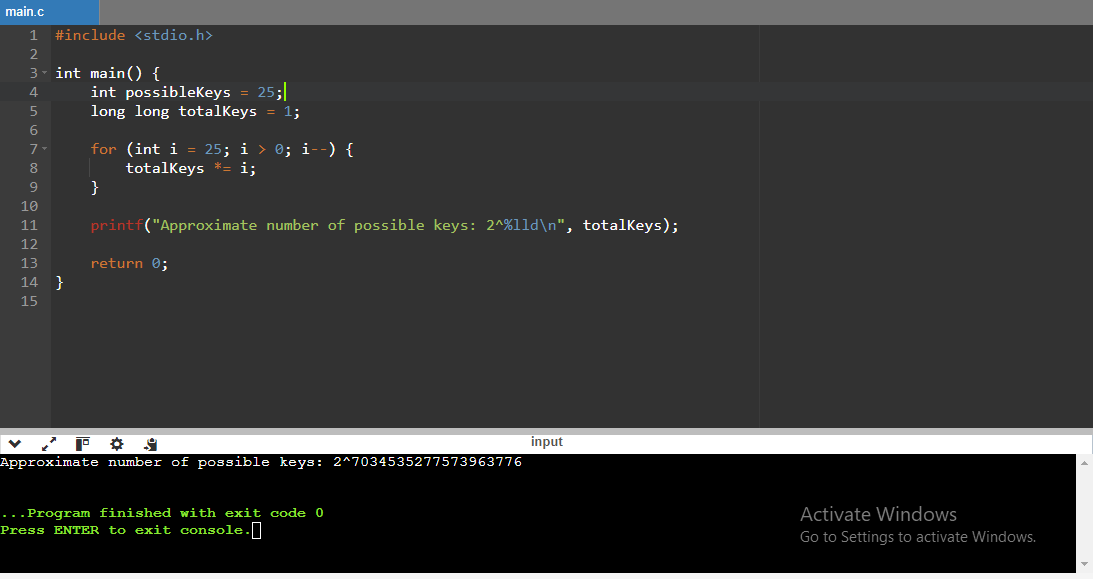 main.c
1 #include <stdio.h>
2
3 int main() {
4 int possibleKeys = 25;
5 long long totalKeys = 1;
6
7 for (int i = 25; i > 0; i--) {
8 totalKeys *= i;
9 }
10
11 printf("Approximate number of possible keys: 2^%lld\n", totalKeys);
12
13 return 0;
14 }
15
input
Approximate number of possible keys: 2^7034535277573963776
...Program finished with exit code 0
Press ENTER to exit console.
Activate Windows
Go to Settings to activate Windows.